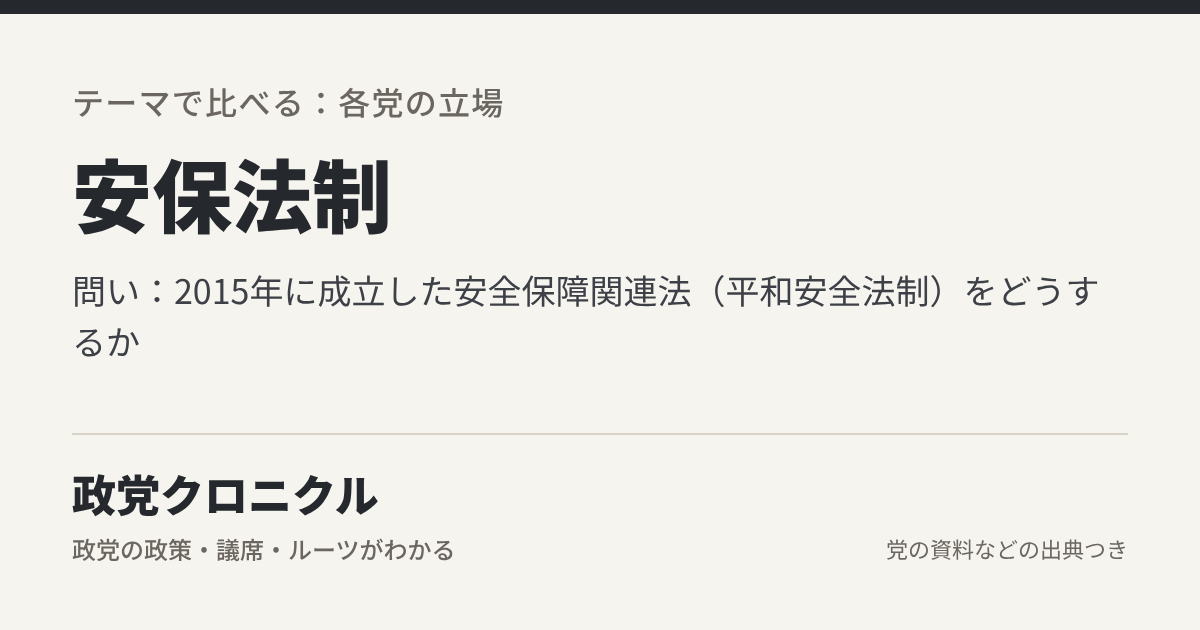 テーマで比べる：各党の立場
安保法制
問い：2015年に成立した安全保障関連法（平和安全法制）をどうす
るか
政党クロニクル
政党の政策・議席・ルーツがわかる
党の資料などの出典つき